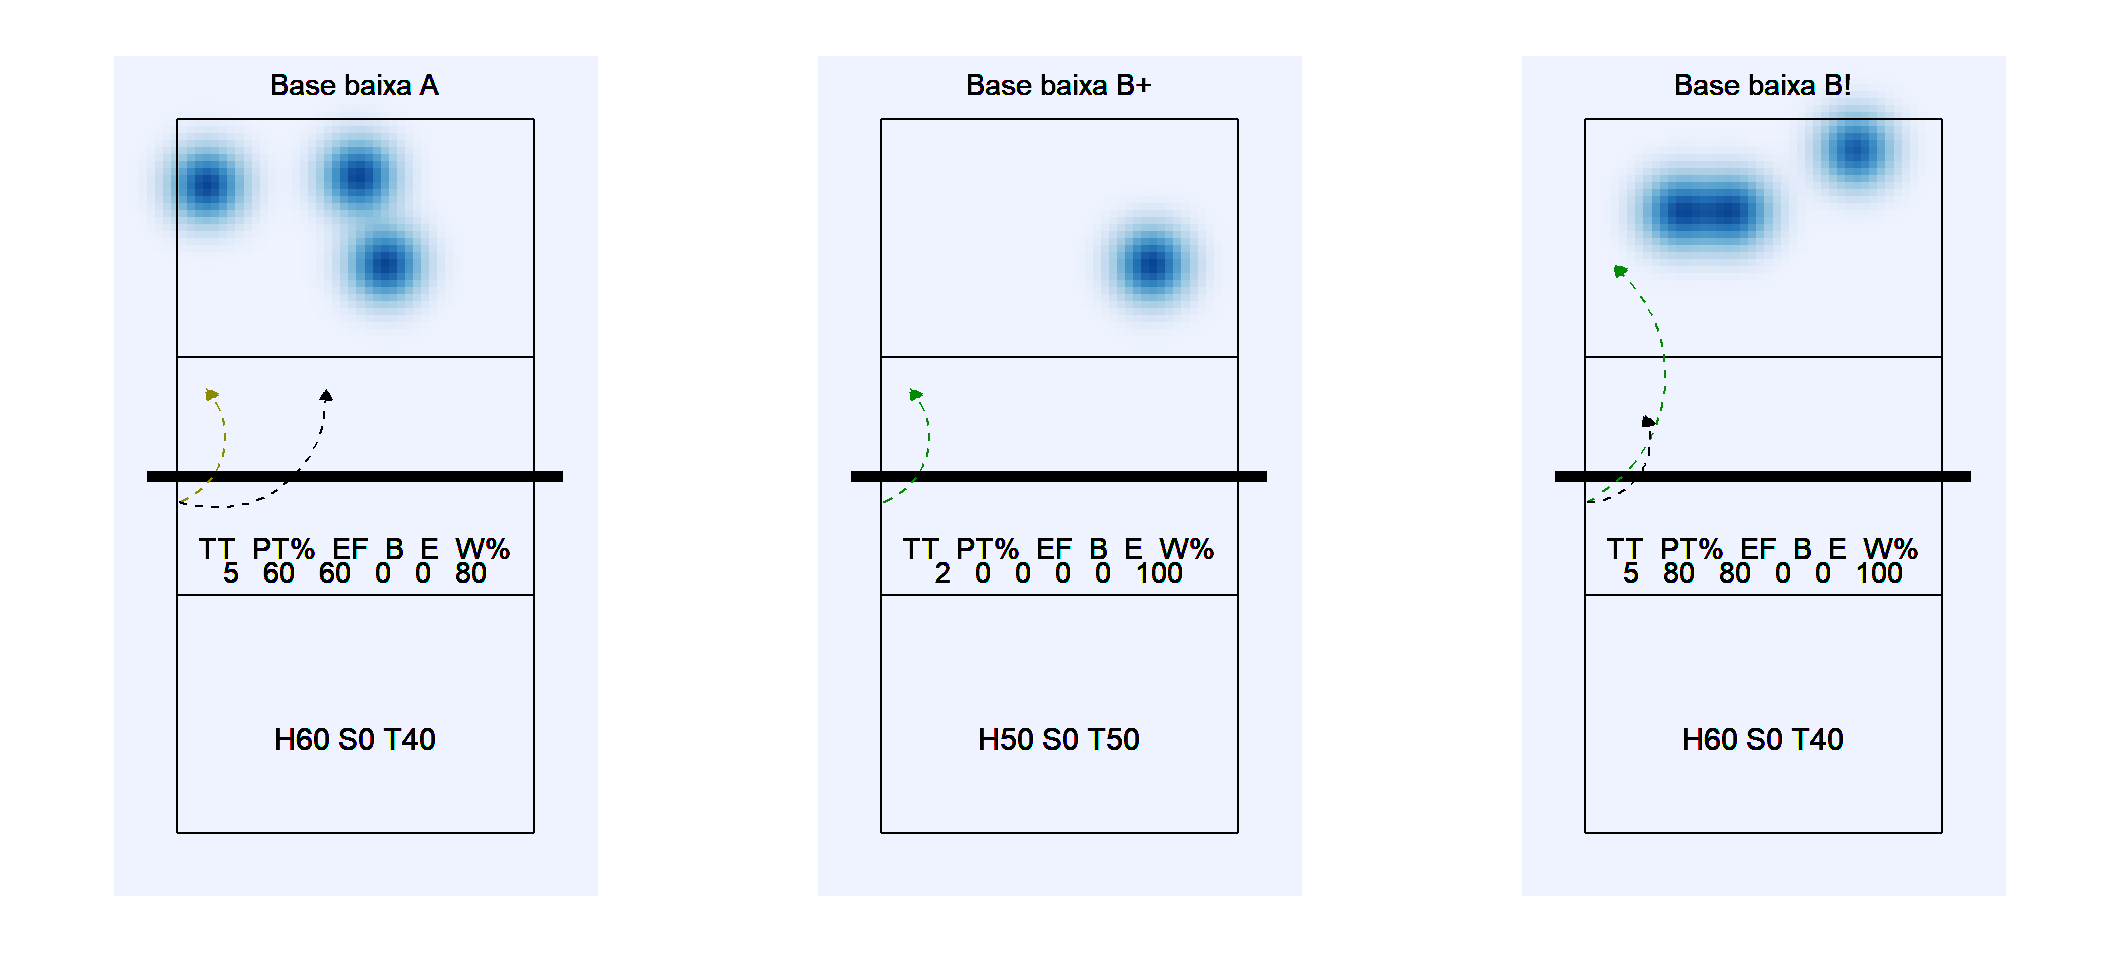 Base baixa A
TT PT% EF B E W%
5 60 60 0 0 80
H60 S0 T40
Base baixa B+
TT PT% EF B E W%
2 0 0 0 0 100
H50 S0 T50
Base baixa B!
TT PT% EF B E W%
5 80 80 0 0 100
H60 S0 T40